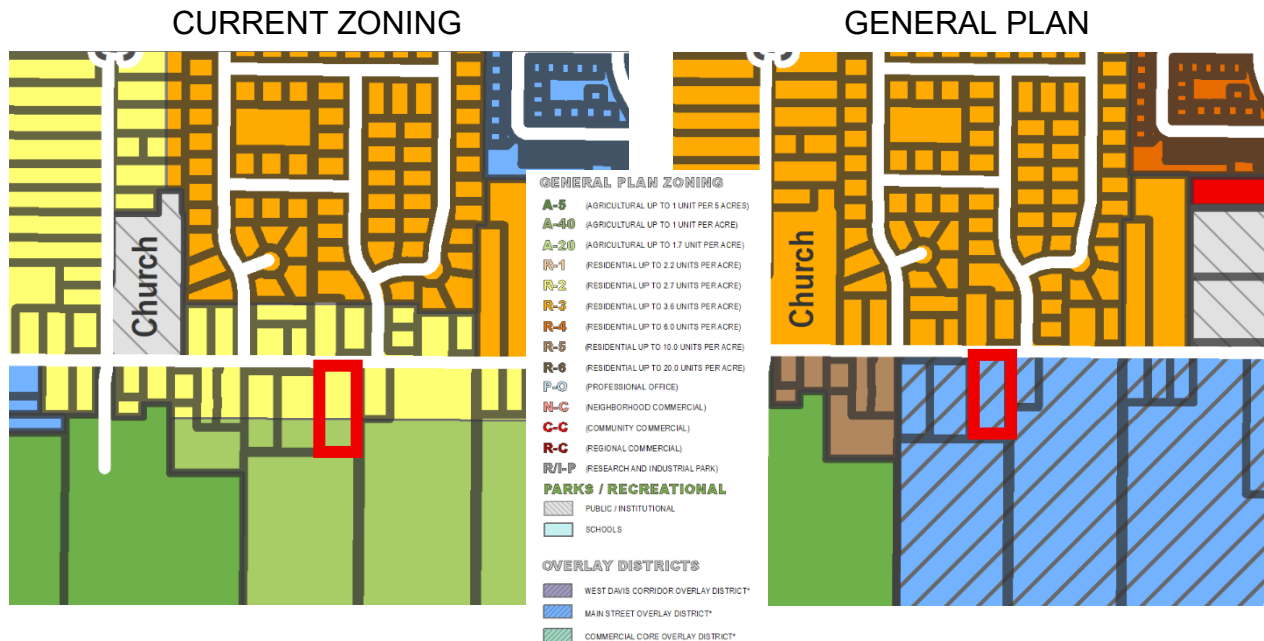 CURRENT ZONING
GENERAL PLAN
Church
GENERAL PLAN ZONING
A-5 (AGRICULTURAL UP TO 1 UNIT PER 5 ACRES)
A-40 (AGRICULTURAL UP TO 1 UNIT PER ACRE)
A-20 (AGRICULTURAL UP TO 1.7 UNIT PER ACRE)
R-1 (RESIDENTIAL UP TO 2.2 UNITS PER ACRE)
R-2 (RESIDENTIAL UP TO 2.7 UNITS PER ACRE)
R-3 (RESIDENTIAL UP TO 3.6 UNITS PER ACRE)
R-4 (RESIDENTIAL UP TO 6.0 UNITS PER ACRE)
R-5 (RESIDENTIAL UP TO 10.0 UNITS PER ACRE)
R-6 (RESIDENTIAL UP TO 20.0 UNITS PER ACRE)
P-O (PROFESSIONAL OFFICE)
N-C (NEIGHBORHOOD COMMERCIAL)
C-C (COMMUNITY COMMERCIAL)
R-C (REGIONAL COMMERCIAL)
R/I-P (RESEARCH AND INDUSTRIAL PARK)
PARKS / RECREATIONAL
PUBLIC / INSTITUTIONAL
SCHOOLS
OVERLAY DISTRICTS
WEST DAVIS CORRIDOR OVERLAY DISTRICT*
MAIN STREET OVERLAY DISTRICT*
COMMERCIAL CORE OVERLAY DISTRICT*
Church